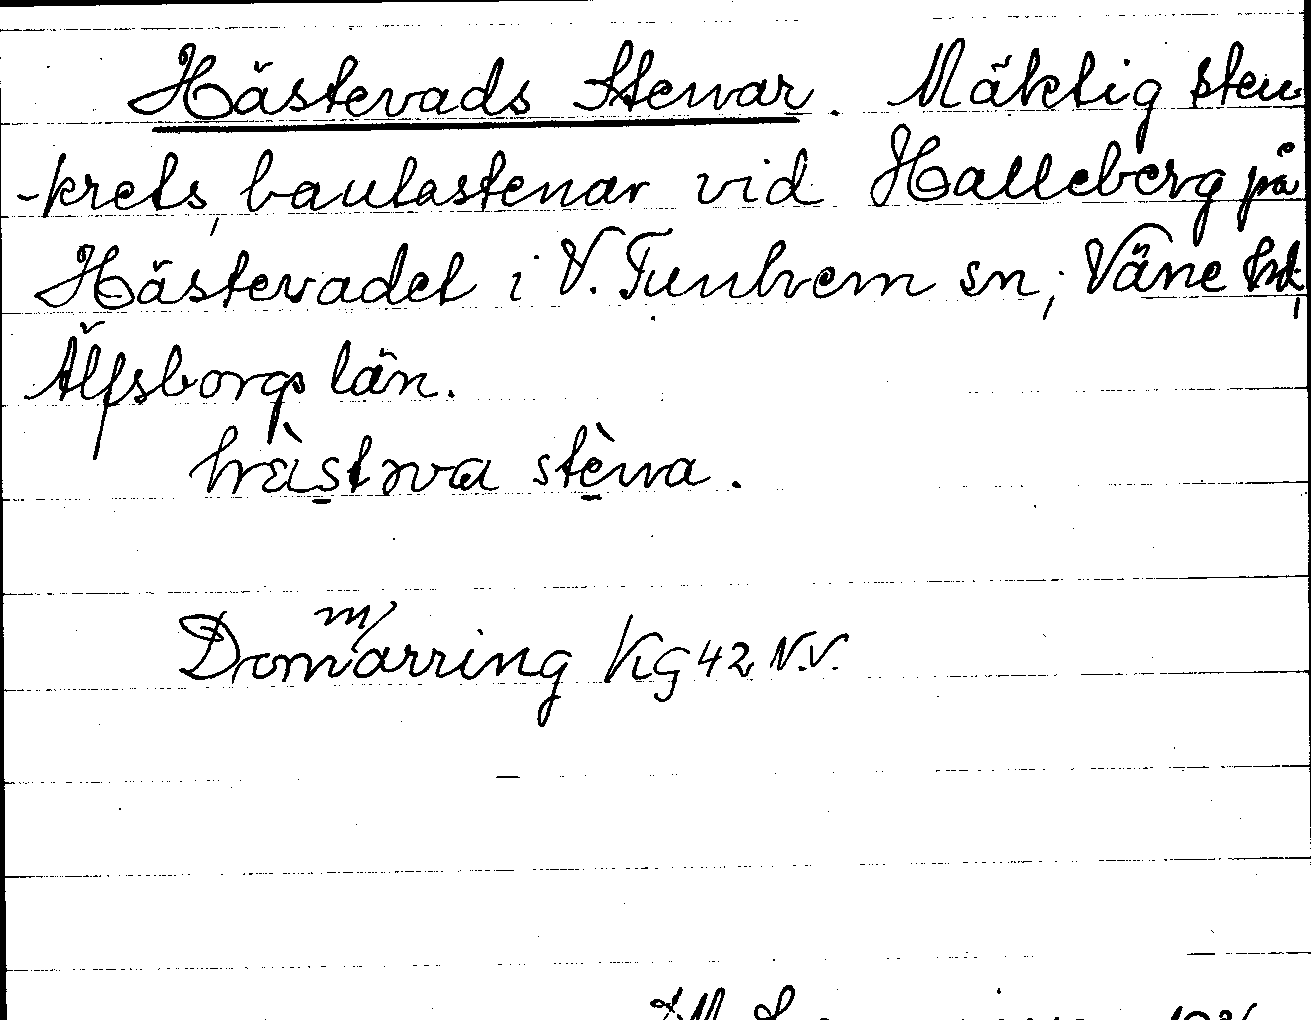 Hästevads Stenar. Mäktig sten
-krets, bautastenar vid Halleberg på
Hästevadet i V. Tunhem sn, Väne hd,
Älfsborgs län.
stèna.
m
Domarring KG 42 N.V.